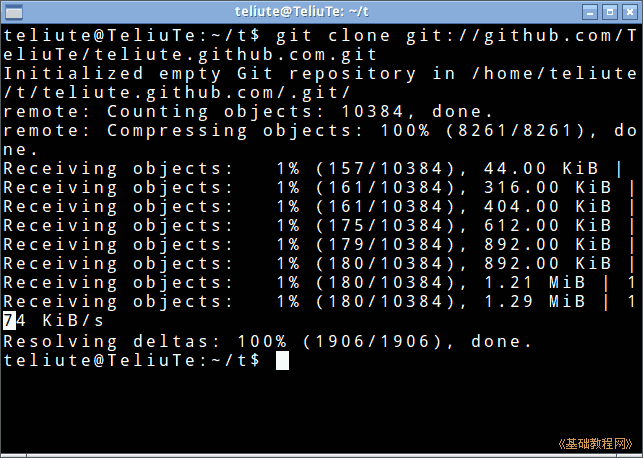 teliute@TeliuTe: ~/t
teliute@TeliuTe:~/t$ git clone git://github.com/T
eliuTe/teliute.github.com.git
Initialized empty Git repository in /home/teliute
/t/teliute.github.com/.git/
remote: Counting objects: 10384, done.
remote: Compressing objects: 100% (8261/8261), do
ne.
Receiving objects:   1% (157/10384), 44.00 KiB |
Receiving objects:   1% (161/10384), 316.00 KiB |
Receiving objects:   1% (161/10384), 404.00 KiB |
Receiving objects:   1% (175/10384), 612.00 KiB |
Receiving objects:   1% (179/10384), 892.00 KiB |
Receiving objects:   1% (180/10384), 892.00 KiB |
Receiving objects:   1% (180/10384), 1.21 MiB | 1
Receiving objects:   1% (180/10384), 1.29 MiB | 1
74 KiB/s
Resolving deltas: 100% (1906/1906), done.
teliute@TeliuTe:~/t$
《基础教程网》